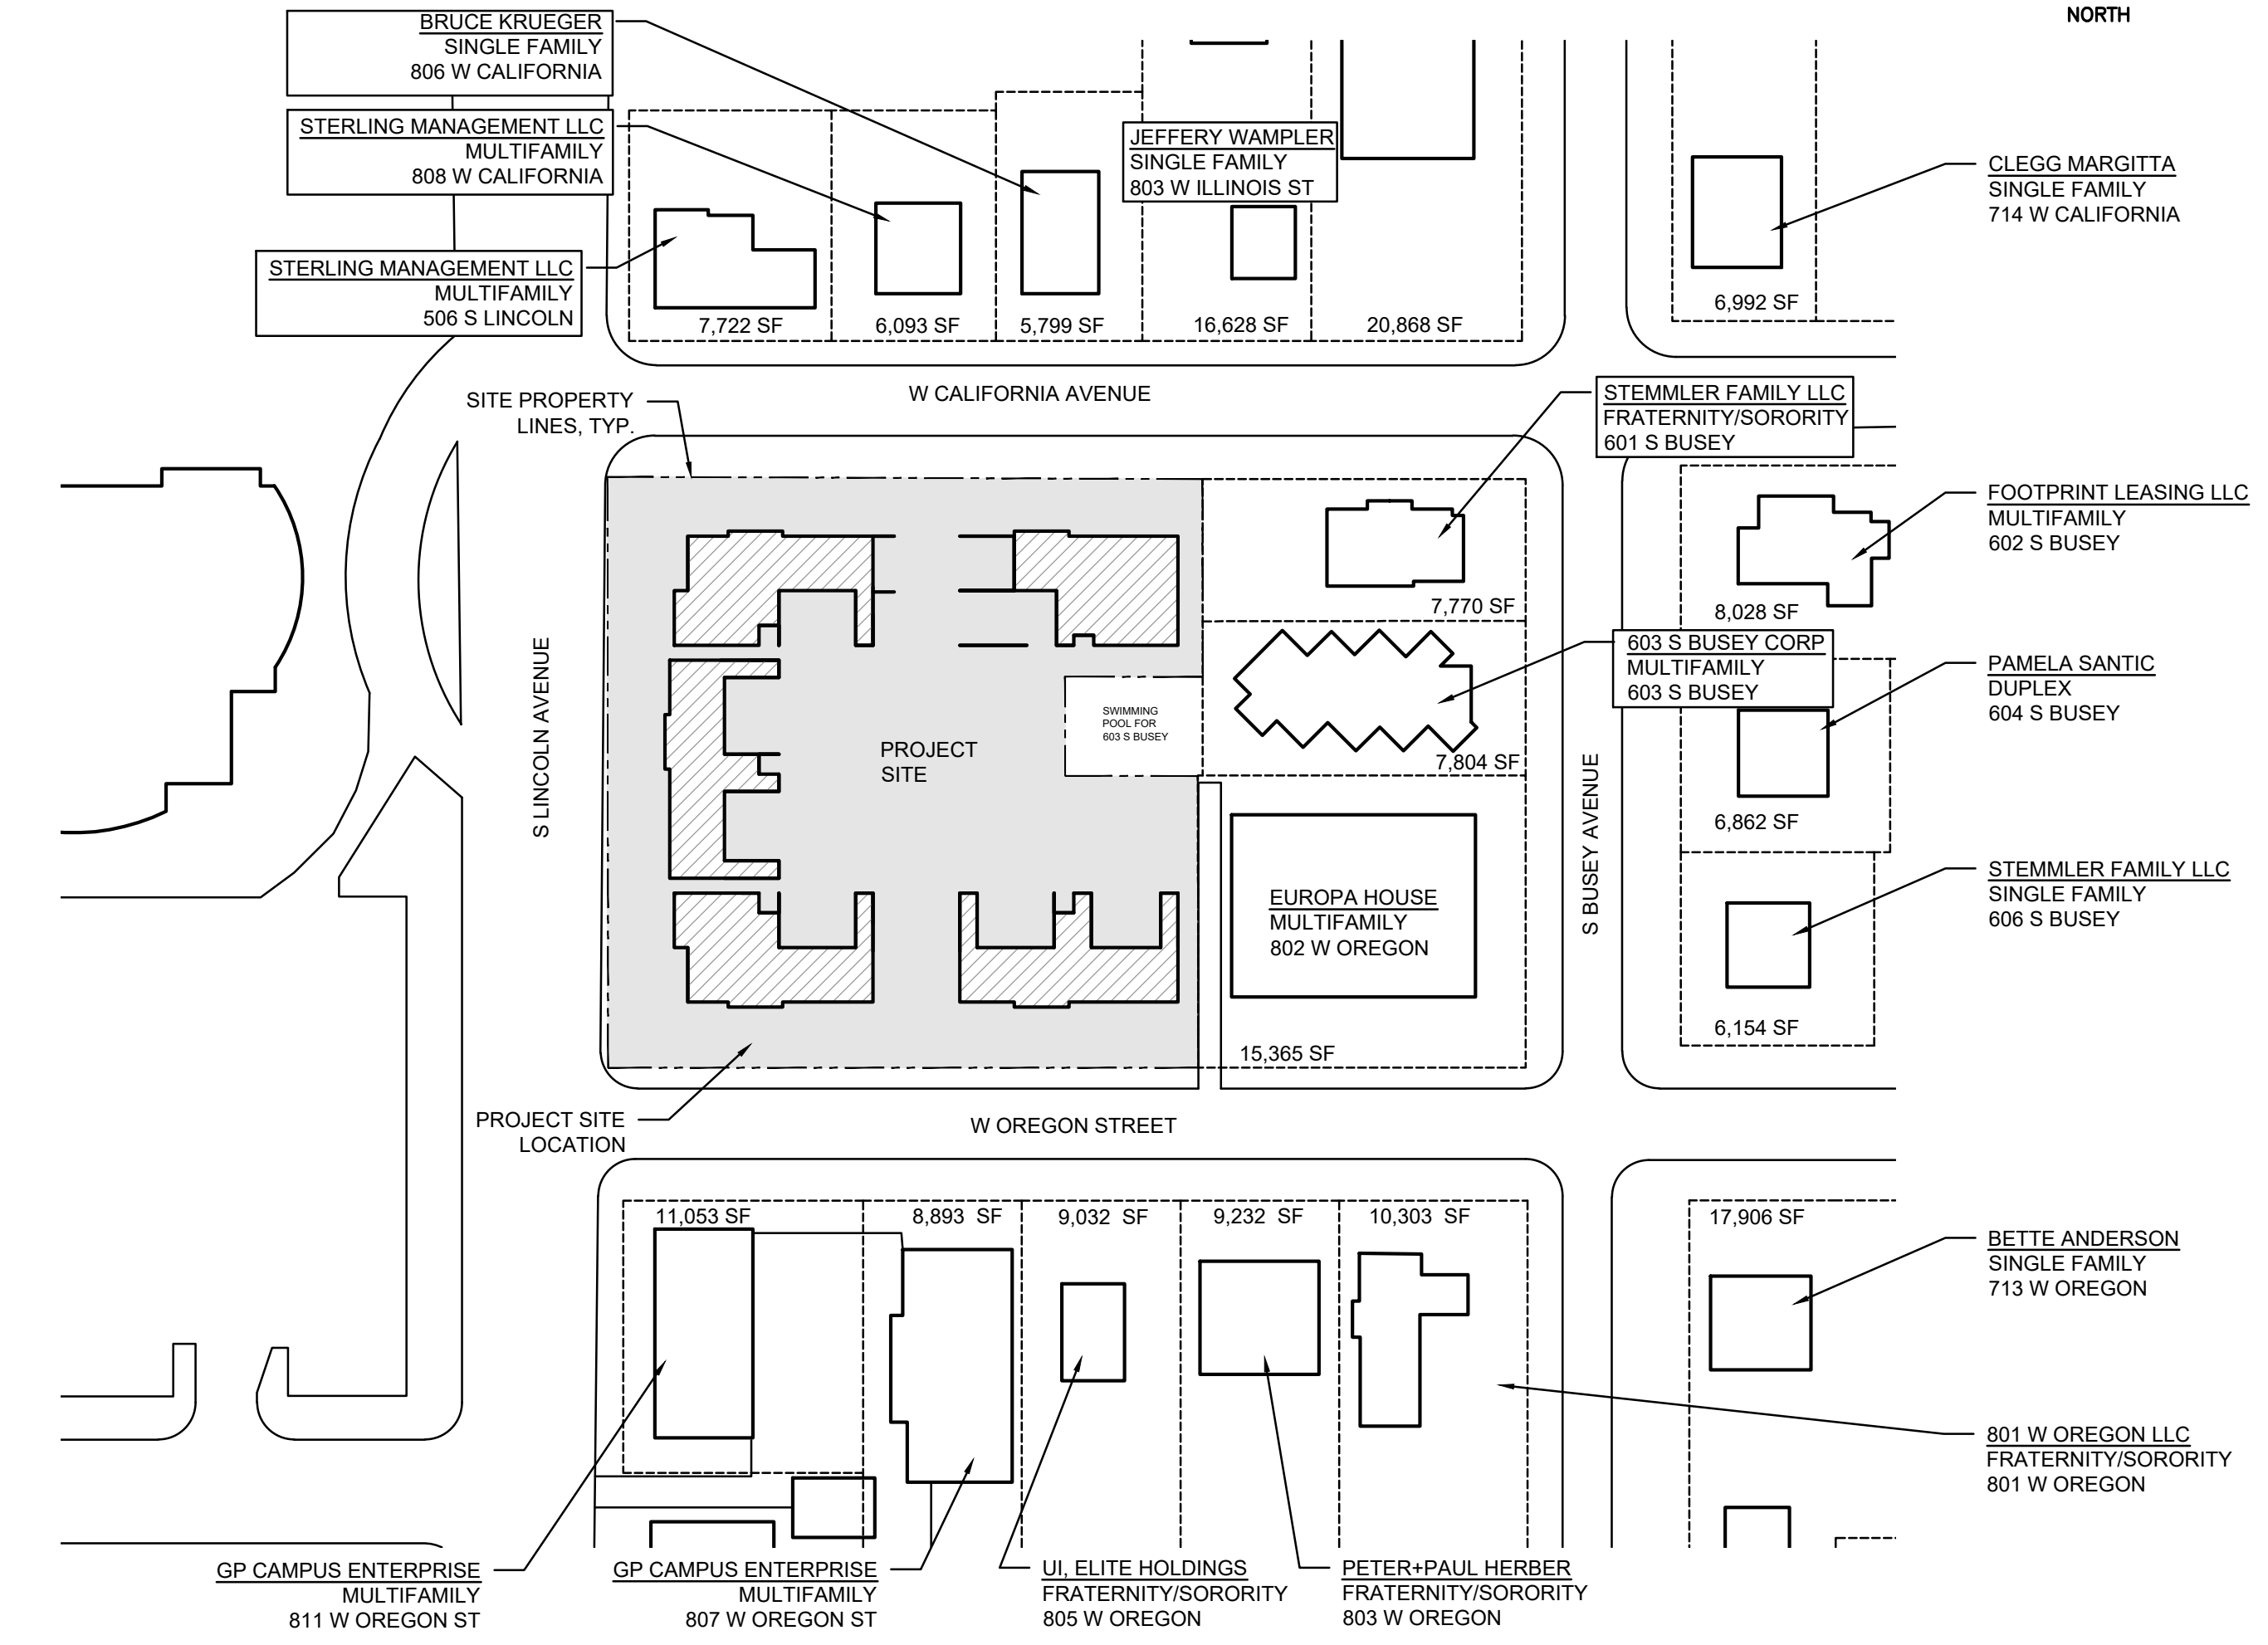 NORTH
BRUCE KRUEGER
SINGLE FAMILY
806 W CALIFORNIA
STERLING MANAGEMENT LLC
MULTIFAMILY
808 W CALIFORNIA
JEFFERY WAMPLER
SINGLE FAMILY
803 W ILLINOIS ST
CLEGG MARGITTA
SINGLE FAMILY
714 W CALIFORNIA
STERLING MANAGEMENT LLC
MULTIFAMILY
506 S LINCOLN
7,722 SF
6,093 SF
5,799 SF
16,628 SF
20,868 SF
6,992 SF
SITE PROPERTY
LINES, TYP.
W CALIFORNIA AVENUE
STEMMLER FAMILY LLC
FRATERNITY/SORORITY
601 S BUSEY
FOOTPRINT LEASING LLC
MULTIFAMILY
602 S BUSEY
7,770 SF
8,028 SF
603 S BUSEY CORP
MULTIFAMILY
603 S BUSEY
PAMELA SANTIC
DUPLEX
604 S BUSEY
S LINCOLN AVENUE
PROJECT
SITE
SWIMMING
POOL FOR
603 S BUSEY
7,804 SF
S BUSEY AVENUE
6,862 SF
EUROPA HOUSE
MULTIFAMILY
802 W OREGON
STEMMLER FAMILY LLC
SINGLE FAMILY
606 S BUSEY
15,365 SF
6,154 SF
PROJECT SITE
LOCATION
W OREGON STREET
11,053 SF
8,893 SF
9,032 SF
9,232 SF
10,303 SF
17,906 SF
BETTE ANDERSON
SINGLE FAMILY
713 W OREGON
801 W OREGON LLC
FRATERNITY/SORORITY
801 W OREGON
GP CAMPUS ENTERPRISE
MULTIFAMILY
811 W OREGON ST
GP CAMPUS ENTERPRISE
MULTIFAMILY
807 W OREGON ST
UI, ELITE HOLDINGS
FRATERNITY/SORORITY
805 W OREGON
PETER+PAUL HERBER
FRATERNITY/SORORITY
803 W OREGON